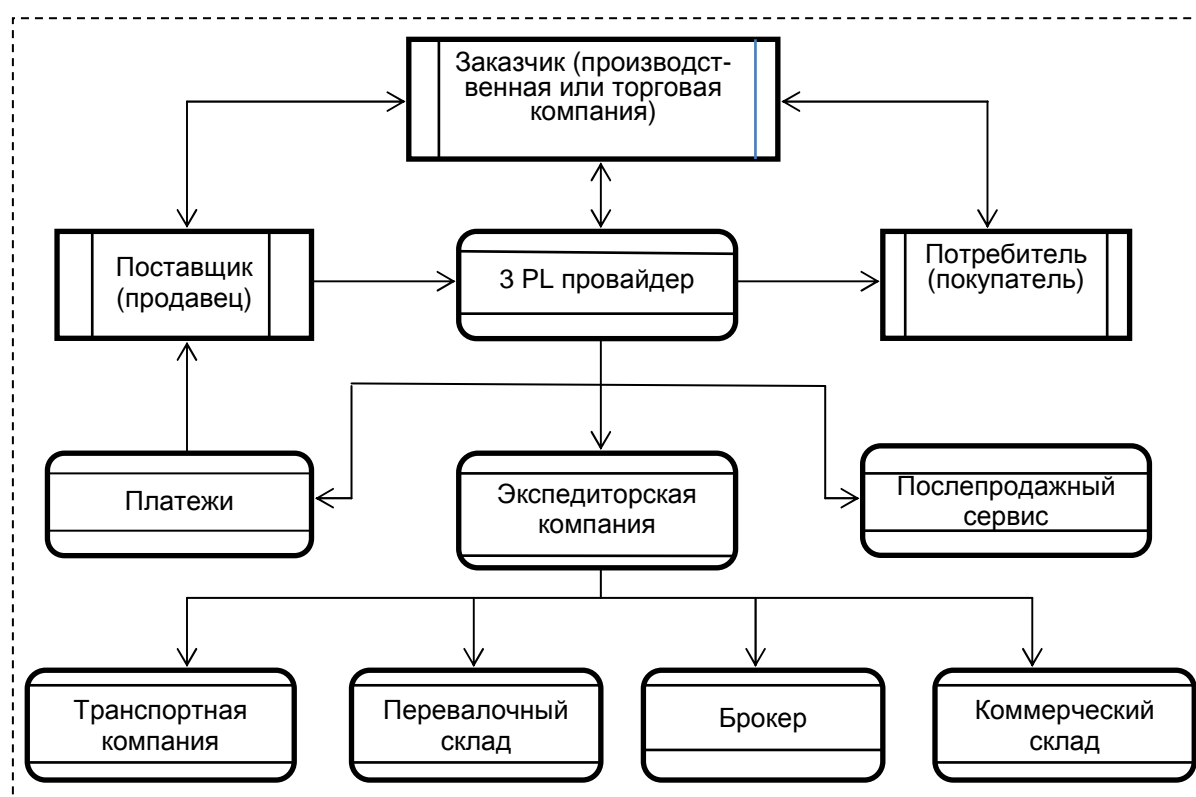 Заказчик (производст-
венная или торговая
компания)
Поставщик
(продавец)
3 PL провайдер
Потребитель
(покупатель)
Платежи
Экспедиторская
компания
Послепродажный
сервис
Транспортная
компания
Перевалочный
склад
Брокер
Коммерческий
склад